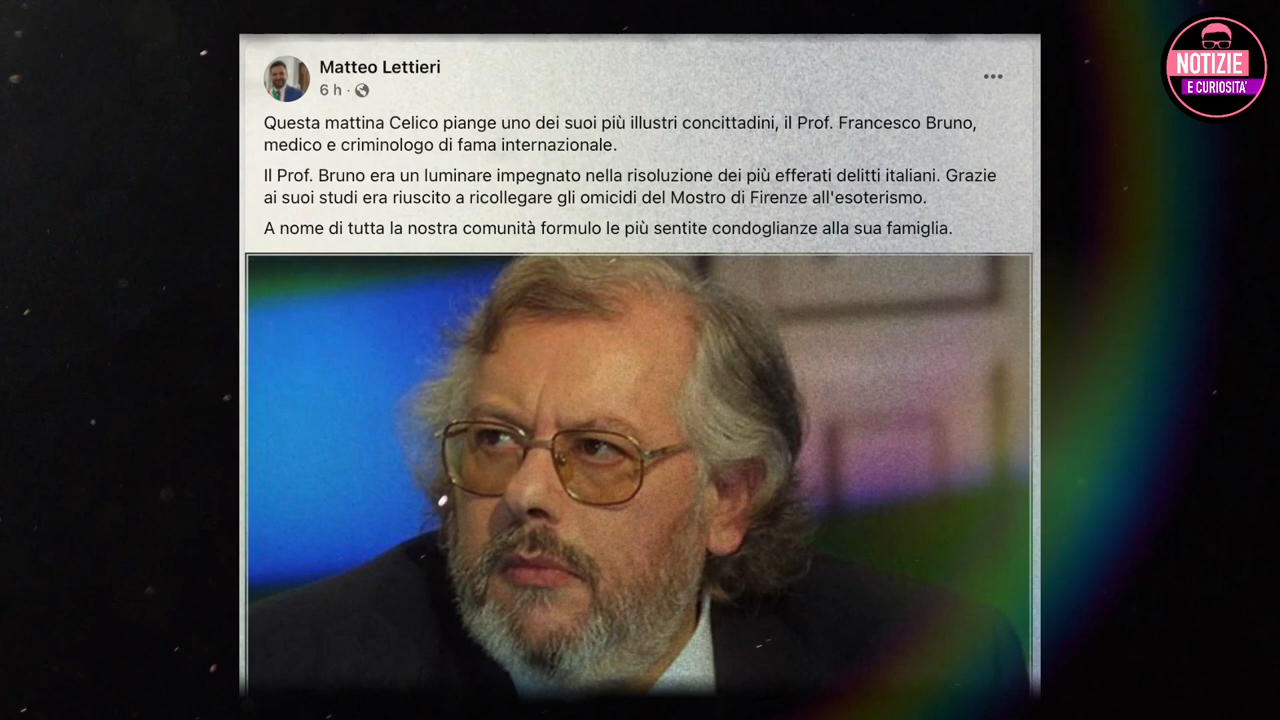 Matteo Lettieri
6 h ·
Questa mattina Celico piange uno dei suoi più illustri concittadini, il Prof. Francesco Bruno,
medico e criminologo di fama internazionale.
Il Prof. Bruno era un luminare impegnato nella risoluzione dei più efferati delitti italiani. Grazie
ai suoi studi era riuscito a ricollegare gli omicidi del Mostro di Firenze all'esoterismo.
A nome di tutta la nostra comunità formulo le più sentite condoglianze alla sua famiglia.
NOTIZIE
E CURIOSITA'